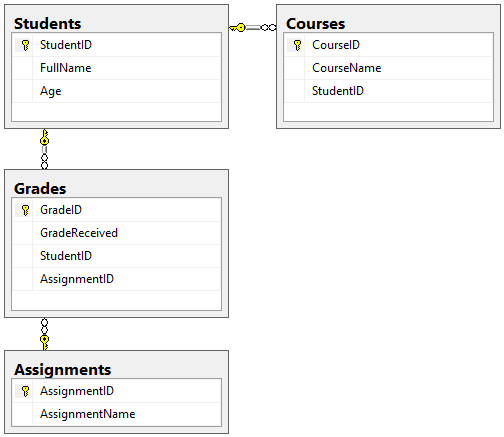 Students
StudentID
FullName
Age
Courses
CourseID
CourseName
StudentID
Grades
GradeID
GradeReceived
StudentID
AssignmentID
Assignments
AssignmentID
AssignmentName